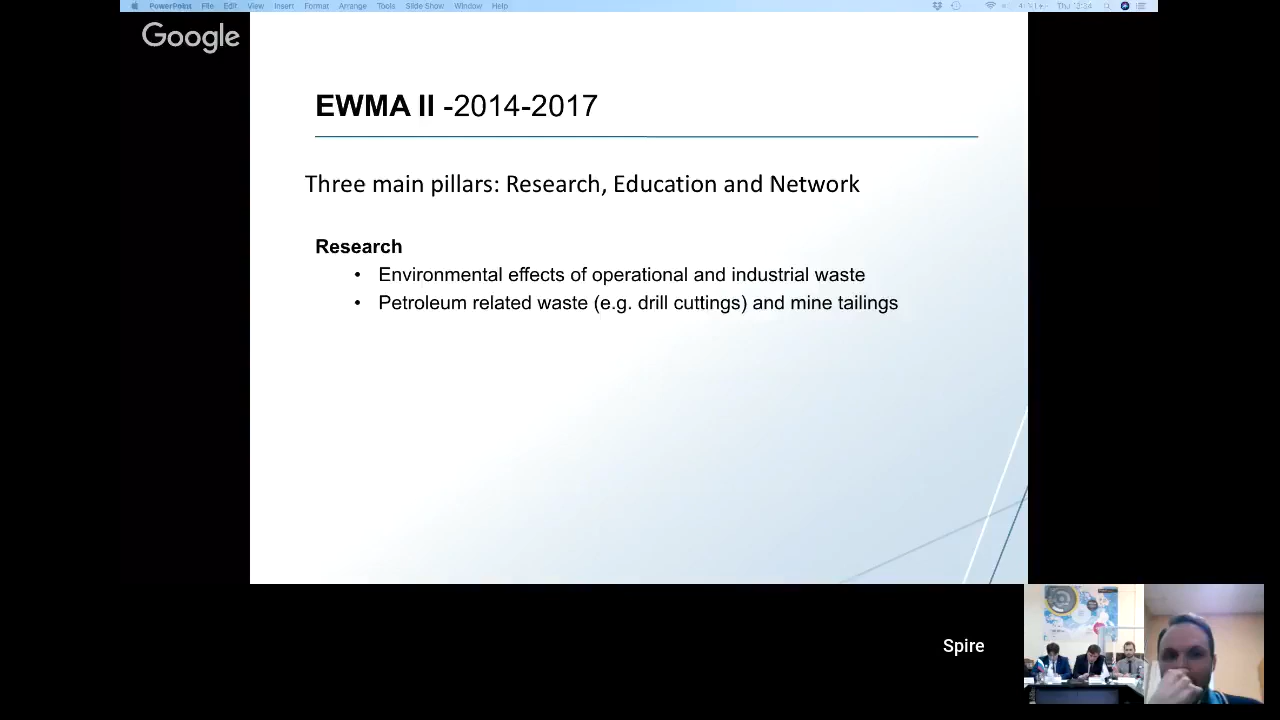 PowerPoint File Edit View Insert Format Arrange Tools Slide Show Window Help
Google
EWMA II -2014-2017
Three main pillars: Research, Education and Network
Research
• Environmental effects of operational and industrial waste
• Petroleum related waste (e.g. drill cuttings) and mine tailings
Spire